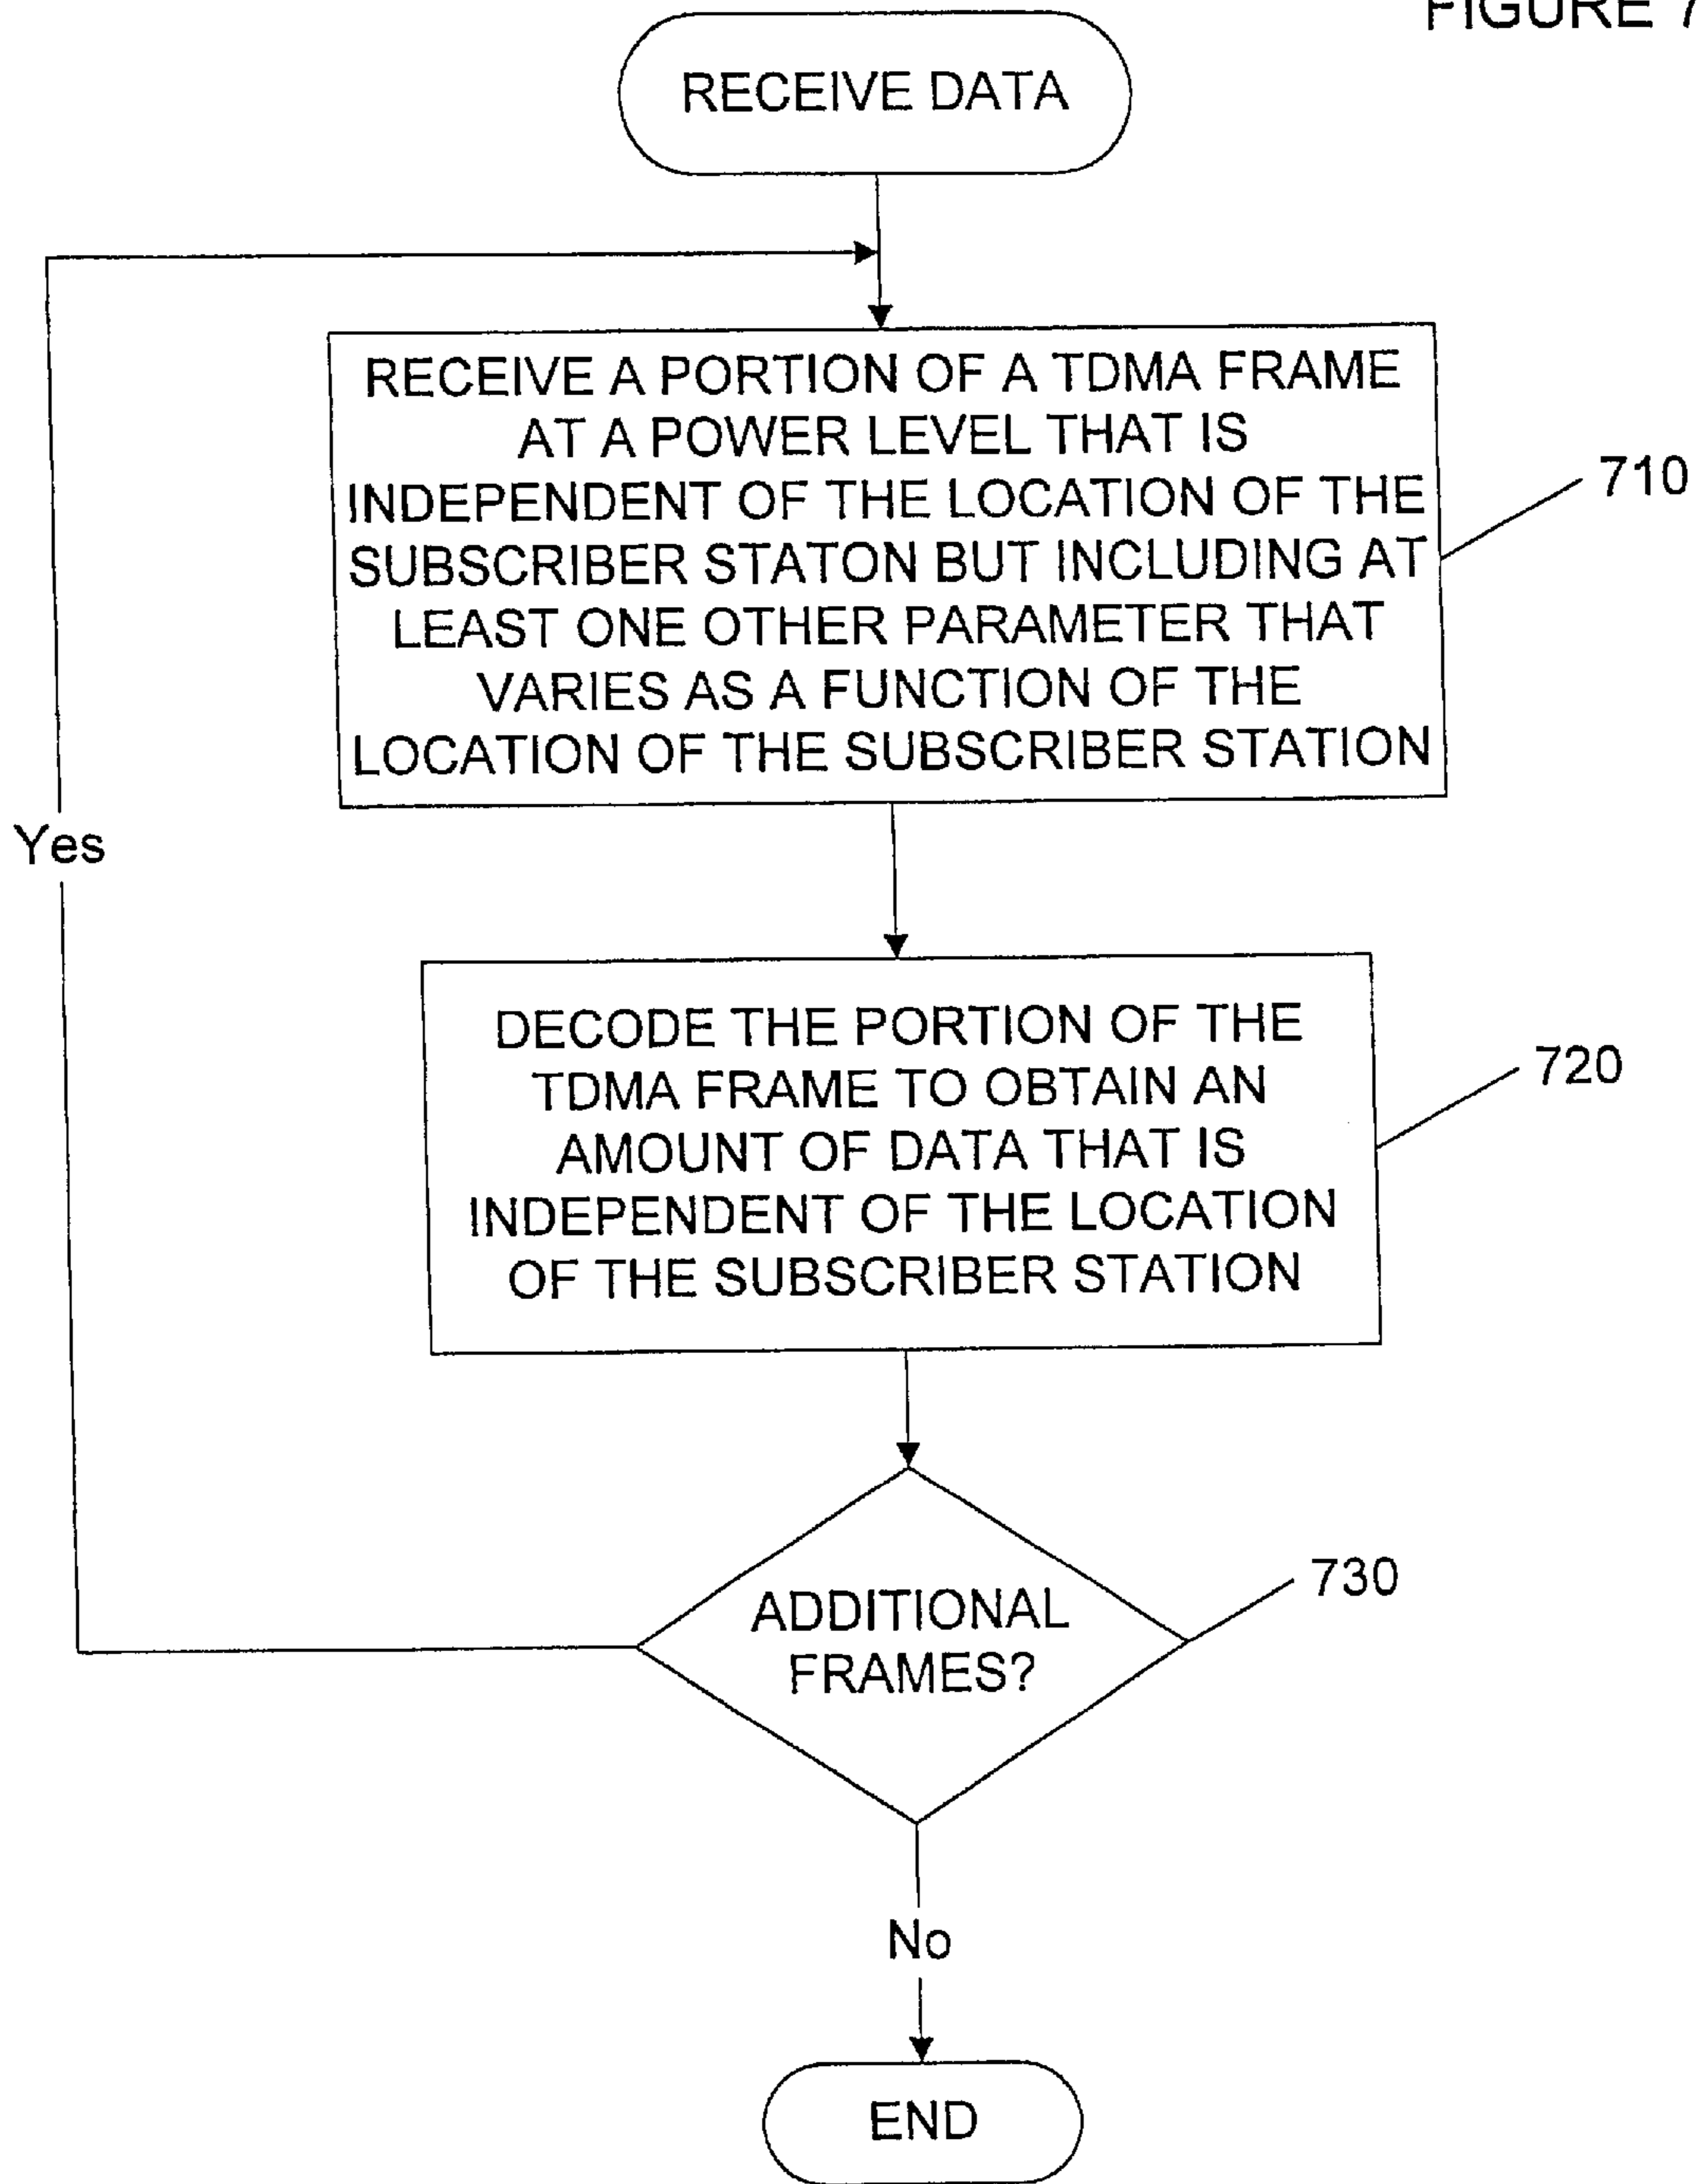 FIGURE 7
RECEIVE DATA
RECEIVE A PORTION OF A TDMA FRAME
AT A POWER LEVEL THAT IS
INDEPENDENT OF THE LOCATION OF THE
SUBSCRIBER STATON BUT INCLUDING AT
LEAST ONE OTHER PARAMETER THAT
VARIES AS A FUNCTION OF THE
LOCATION OF THE SUBSCRIBER STATION
710
Yes
DECODE THE PORTION OF THE
TDMA FRAME TO OBTAIN AN
AMOUNT OF DATA THAT IS
INDEPENDENT OF THE LOCATION
OF THE SUBSCRIBER STATION
720
ADDITIONAL
FRAMES?
730
No
END